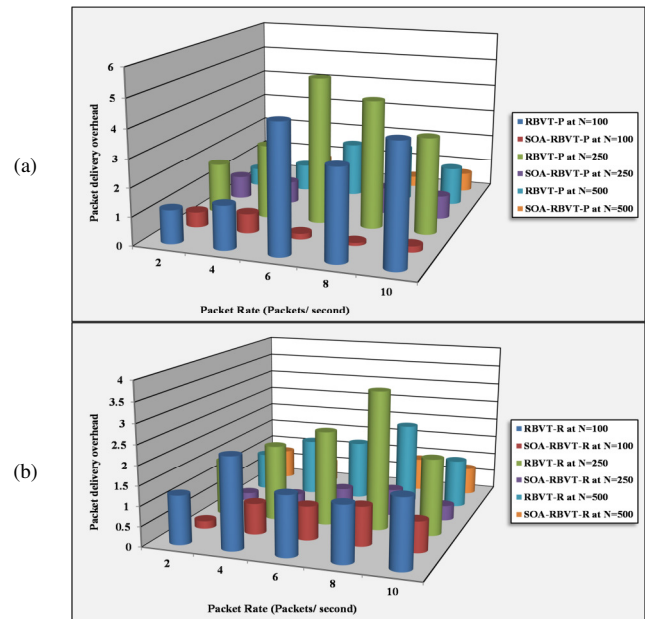 (a)
Packet delivery overhead
6
5
4
3
2
1
0
2
4
6
8
10
Packet Rate (Packets/ second)
RBVT-P at N=100
SOA-RBVT-P at N=100
RBVT-P at N=250
SOA-RBVT-P at N=250
RBVT-P at N=500
SOA-RBVT-P at N=500
(b)
Packet delivery overhead
4
3.5
3
2.5
2
1.5
1
0.5
0
2
4
6
8
10
Packet Rate (Packets/ second)
RBVT-R at N=100
SOA-RBVT-R at N=100
RBVT-R at N=250
SOA-RBVT-R at N=250
RBVT-R at N=500
SOA-RBVT-R at N=500